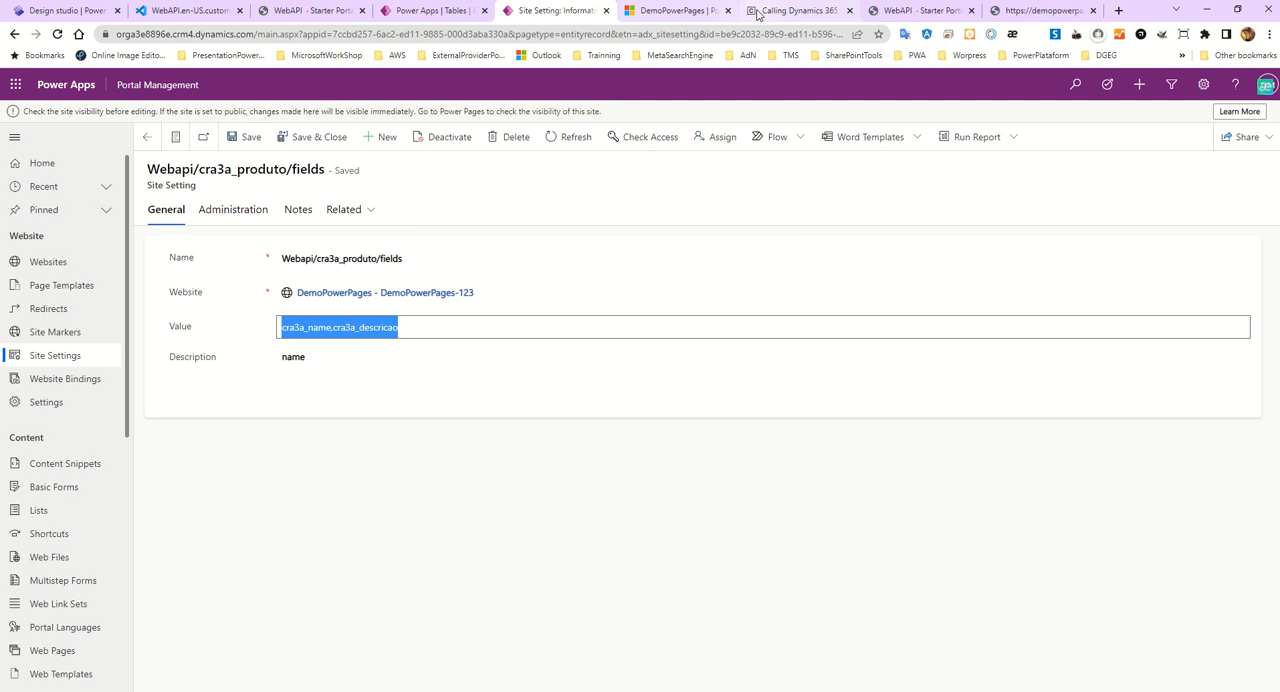 Design studio | Power
WebAPI.en-US.custom
WebAPI · Starter Port
Power Apps | Tables |
Site Setting: Informati
DemoPowerPages | Po
Calling Dynamics 365
WebAPI · Starter Port
https://demopowerpa
orga3e8896e.crm4.dynamics.com/main.aspx?appid=7ccbd257-6ac2-ed11-9885-000d3aba330a&pagetype=entityrecord&etn=adx_sitesetting&id=be9c2032-89c9-ed11-b596-...
Bookmarks
Online Image Edito...
PresentationPower...
MicrosoftWorkShop
AWS
ExternalProviderPo...
Outlook
Trainning
MetaSearchEngine
AdN
TMS
SharePointTools
PWA
Worpress
PowerPlataform
DGEG
»
Other bookmarks
Power Apps
Portal Management
Check the site visibility before editing. If the site is set to public, changes made here will be visible immediately. Go to Power Pages to check the visibility of this site.
Learn More
Save
Save & Close
New
Deactivate
Delete
Refresh
Check Access
Assign
Flow
Word Templates
Run Report
Share
Home
Recent
Pinned
Website
Websites
Page Templates
Redirects
Site Markers
Site Settings
Website Bindings
Settings
Content
Content Snippets
Basic Forms
Lists
Shortcuts
Web Files
Multistep Forms
Web Link Sets
Portal Languages
Web Pages
Web Templates
Webapi/cra3a_produto/fields - Saved
Site Setting
General
Administration
Notes
Related
Name * Webapi/cra3a_produto/fields
Website * DemoPowerPages - DemoPowerPages-123
Value cra3a_name,cra3a_descricao
Description name